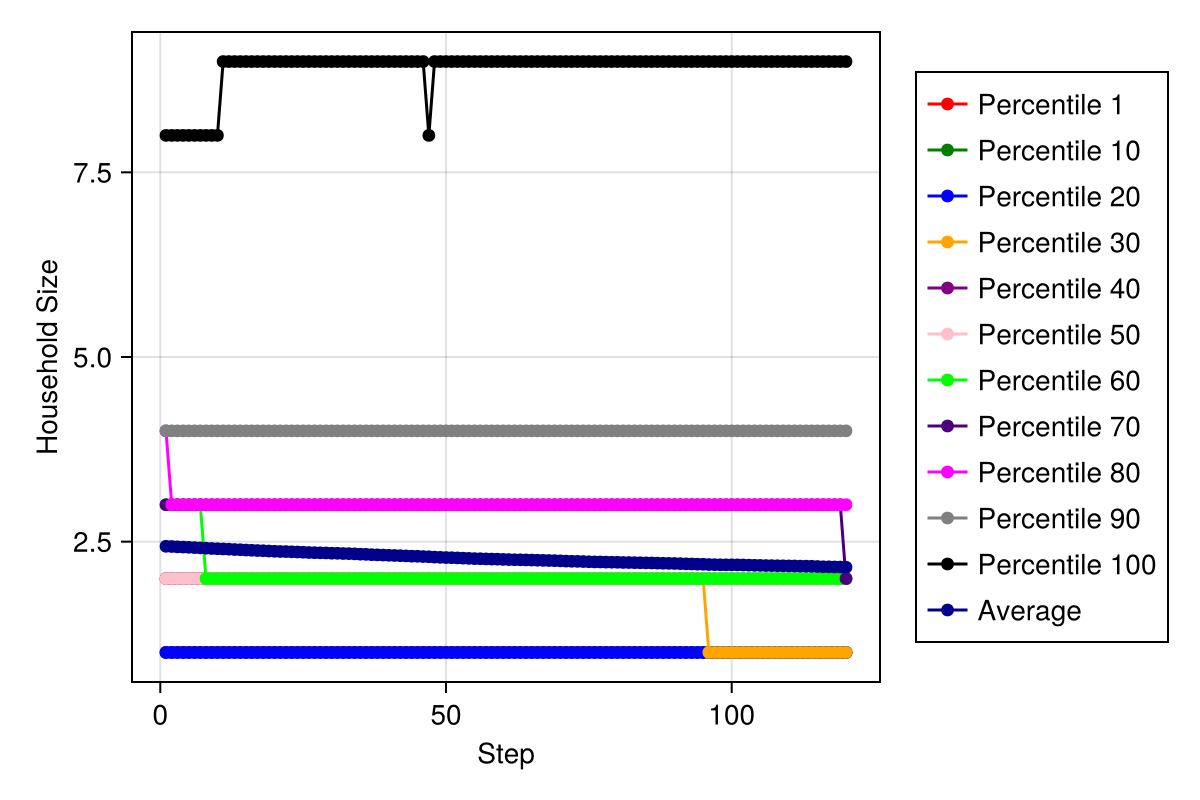 7.5
5.0
2.5
Household Size
0
50
100
Step
Percentile 1
Percentile 10
Percentile 20
Percentile 30
Percentile 40
Percentile 50
Percentile 60
Percentile 70
Percentile 80
Percentile 90
Percentile 100
Average